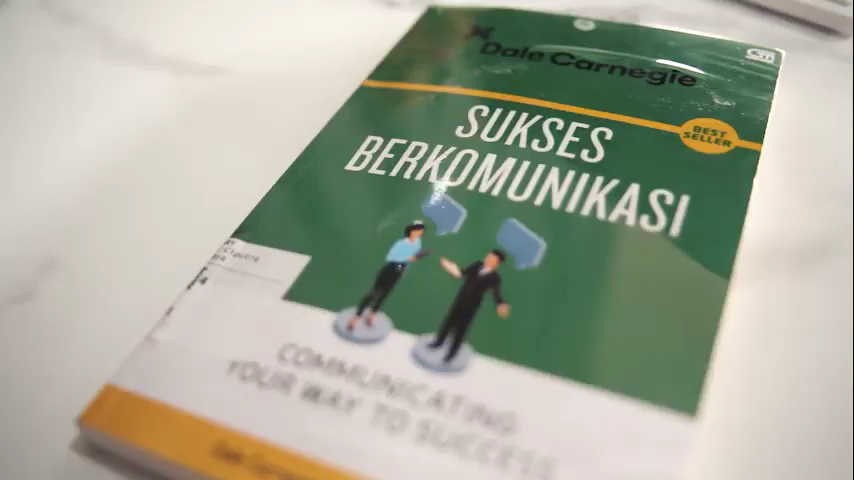 Dale Carnegie
BEST
SELLER
SUKSES
BERKOMUNIKASI
COMMUNICATING
YOUR WAY TO SUCCESS